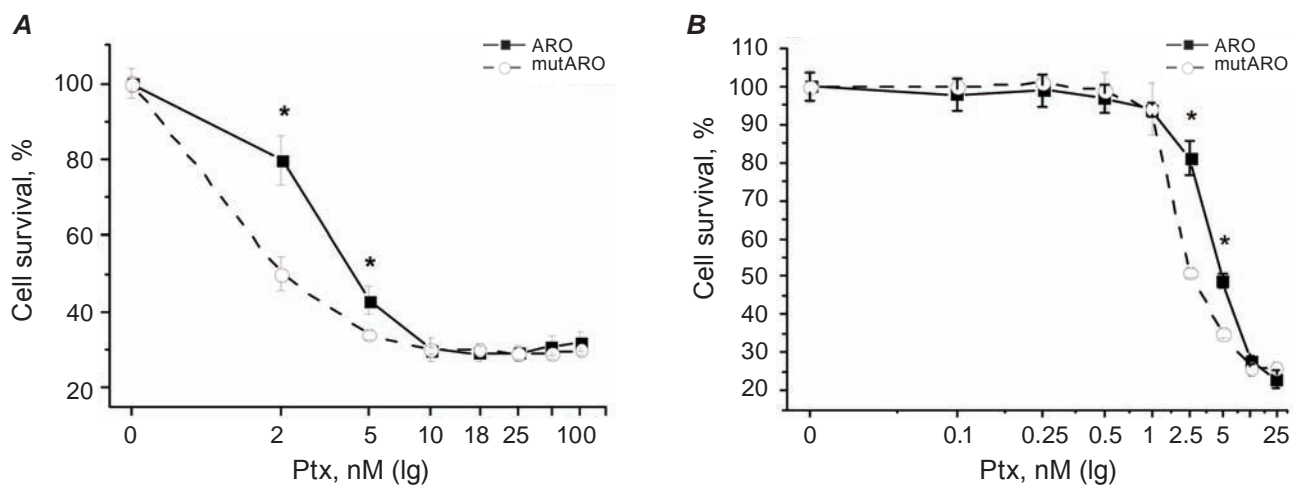 A
ARO
mutARO
100
80
60
40
20
Cell survival, %
0 2 5 10 18 25 100
Ptx, nM (lg)
*
*
B
ARO
mutARO
110
100
90
80
70
60
50
40
30
20
Cell survival, %
0 0.1 0.25 0.5 1 2.5 5 25
Ptx, nM (lg)
*
*